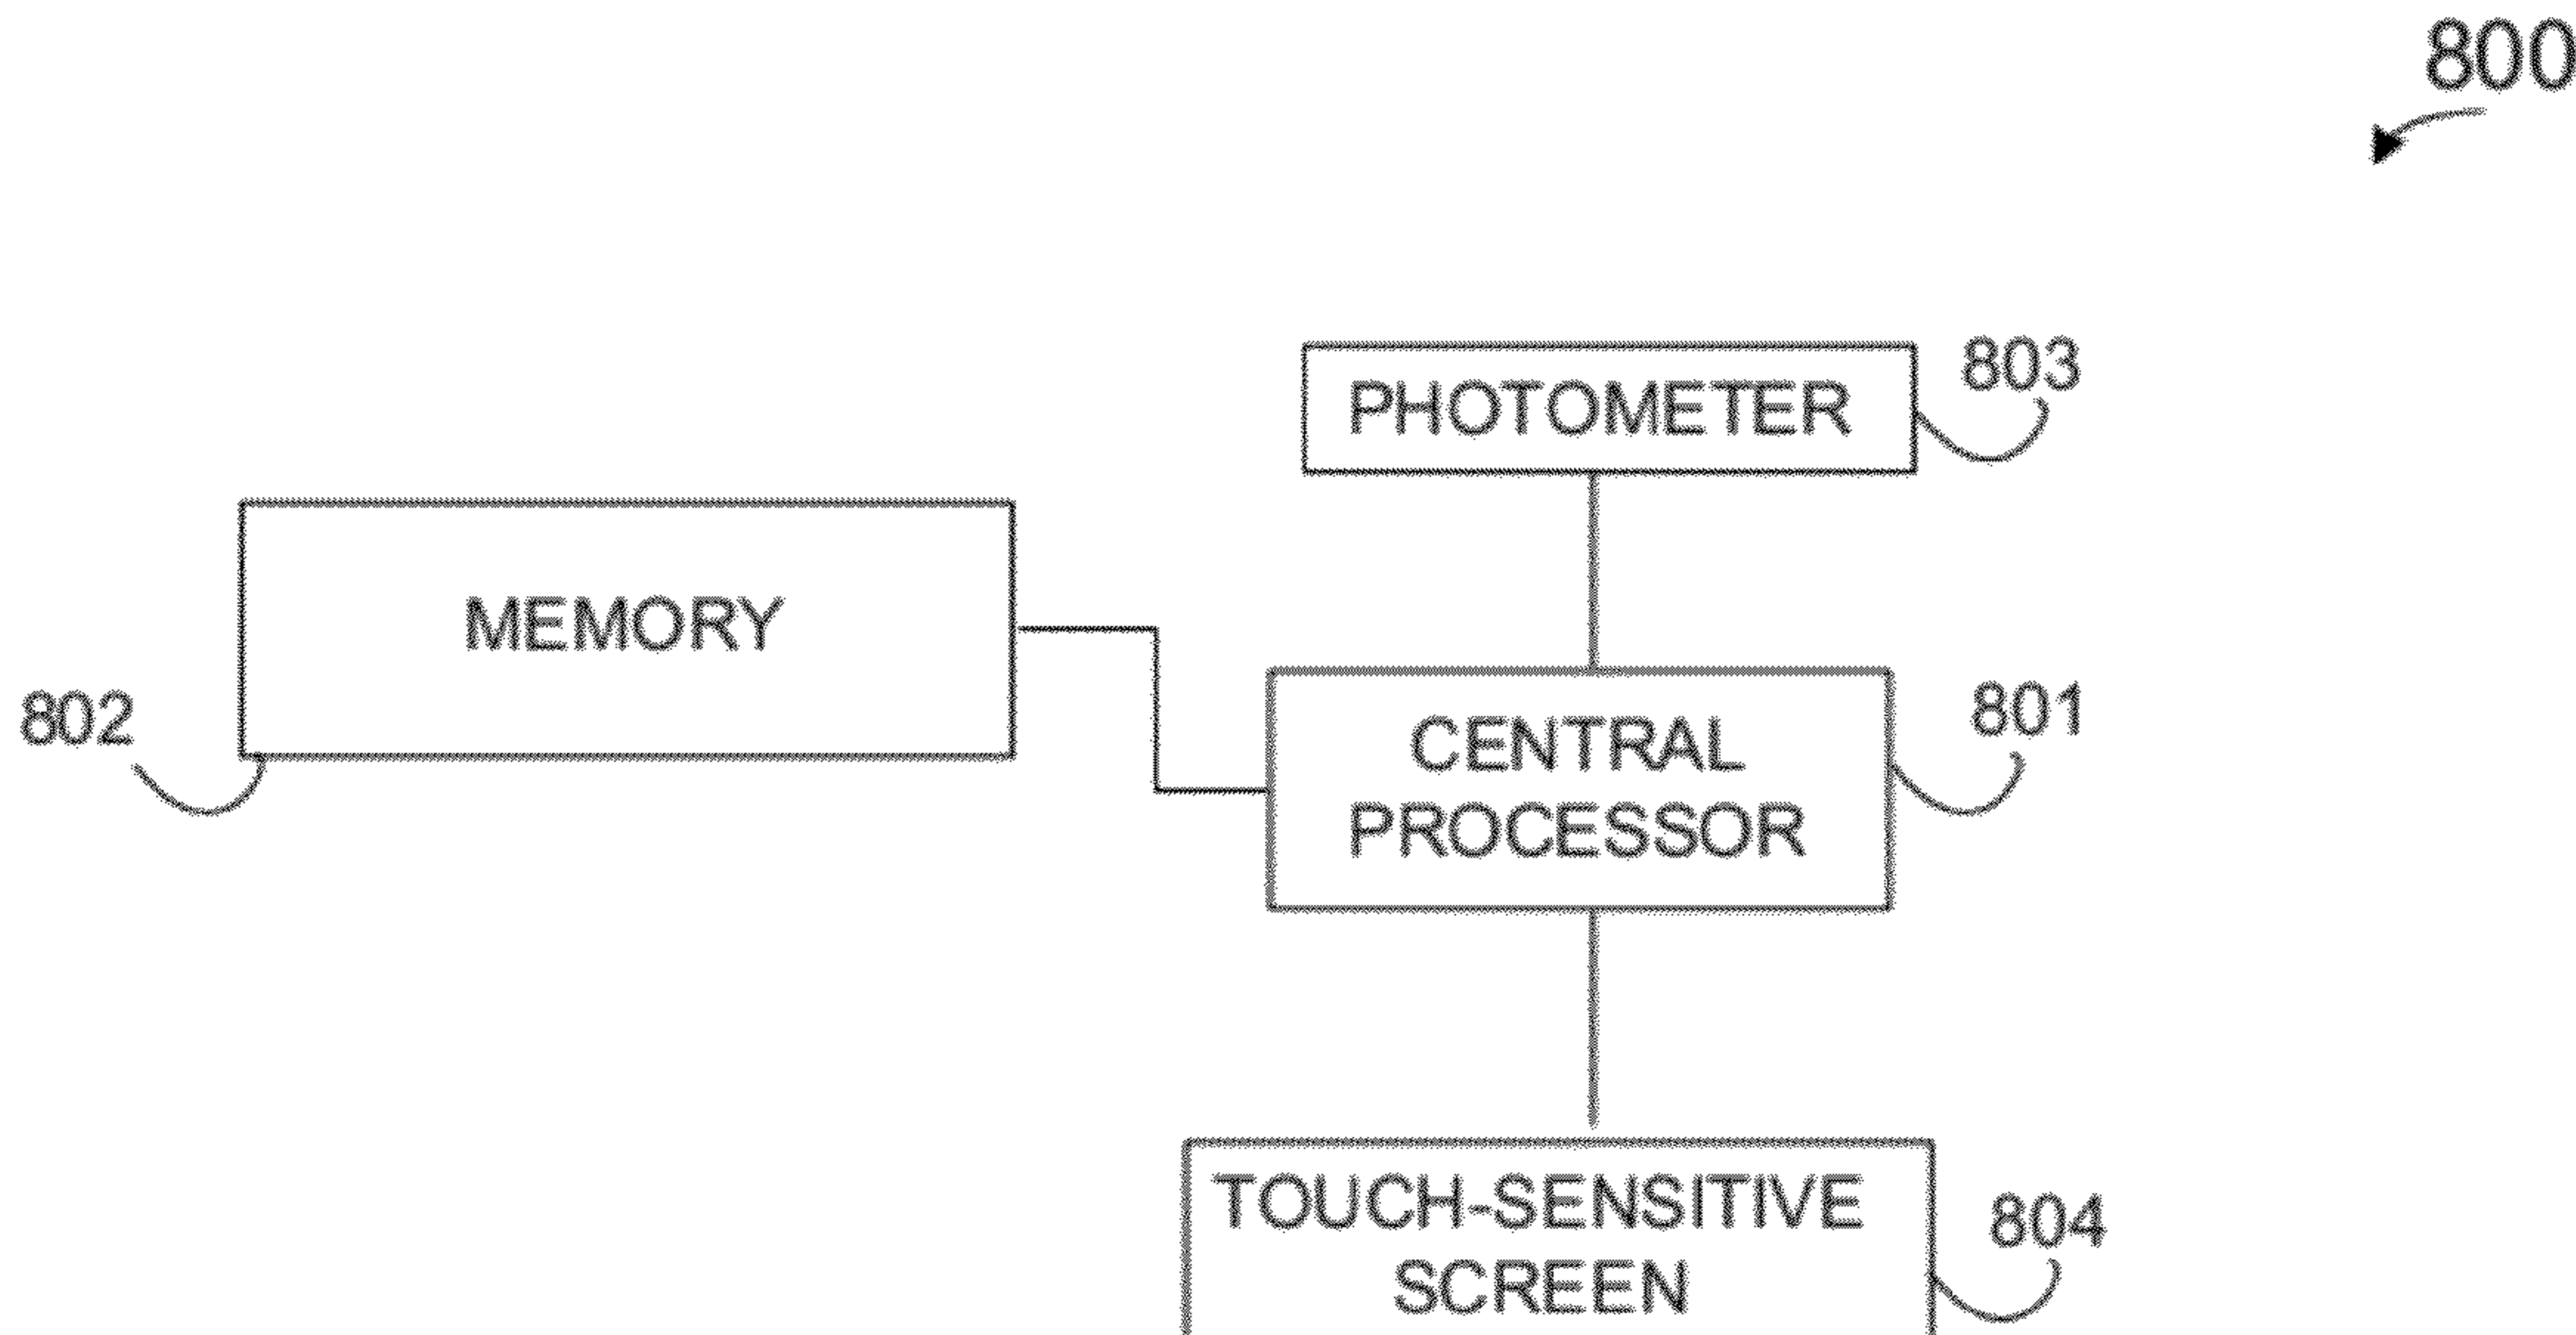 800
PHOTOMETER
803
MEMORY
802
CENTRAL
PROCESSOR
801
TOUCH-SENSITIVE
SCREEN
804